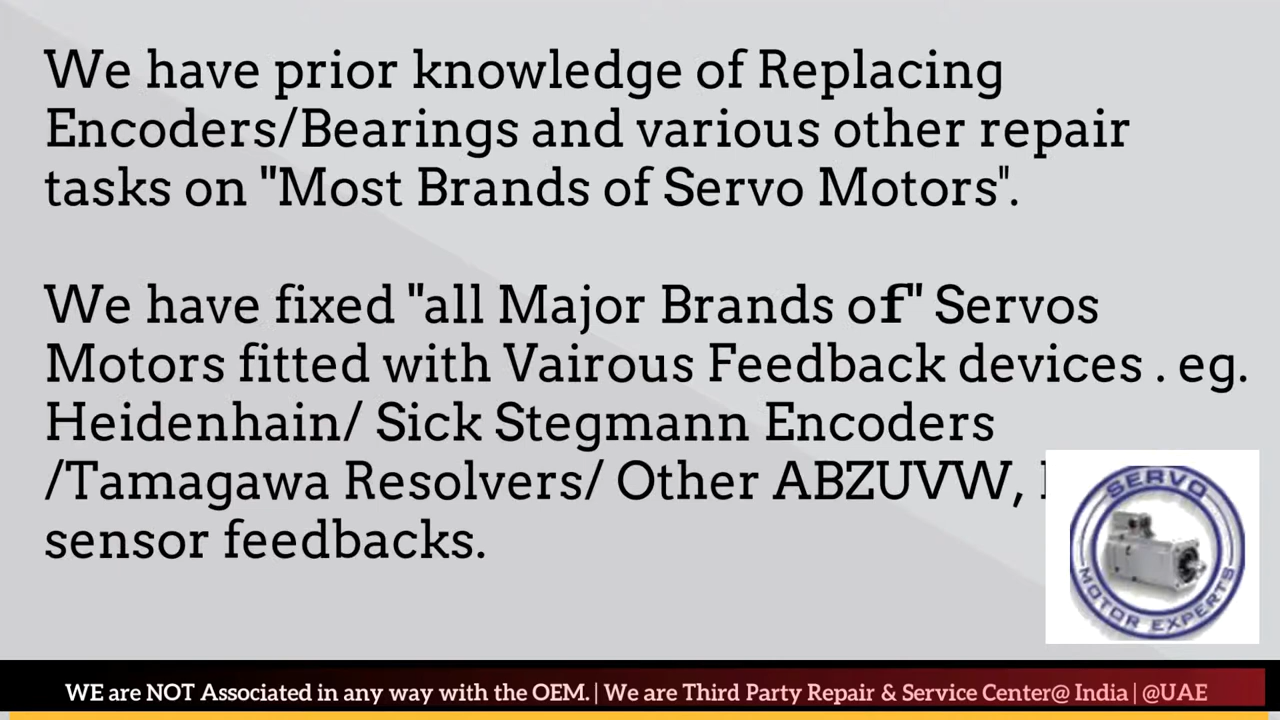 We have prior knowledge of Replacing
Encoders/Bearings and various other repair
tasks on "Most Brands of Servo Motors".
We have fixed "all Major Brands of" Servos
Motors fitted with Vairous Feedback devices . eg.
Heidenhain/ Sick Stegmann Encoders
/Tamagawa Resolvers/ Other ABZUVW,
sensor feedbacks.
SERVO
MOTOR EXPERTS
WE are NOT Associated in any way with the OEM. | We are Third Party Repair & Service Center@ India | @UAE